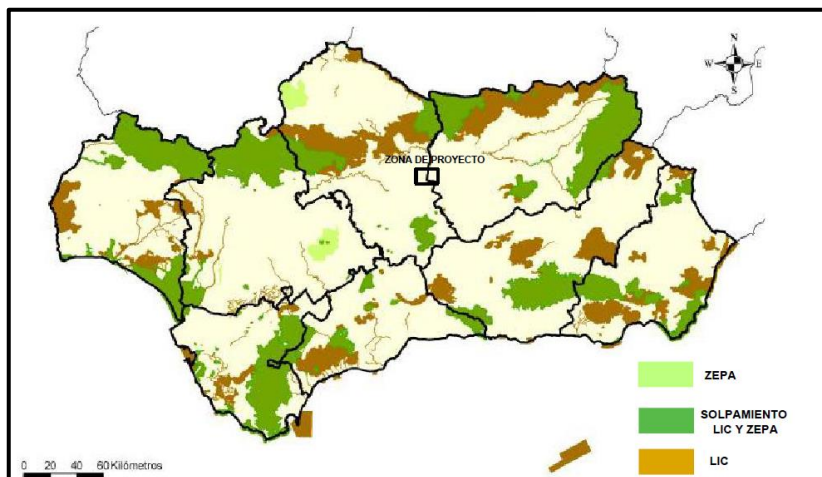 N
W E
S
ZONA DE PROYECTO
ZEPA
SOLPAMIENTO
LIC Y ZEPA
LIC
0 20 40 60 Kilómetros